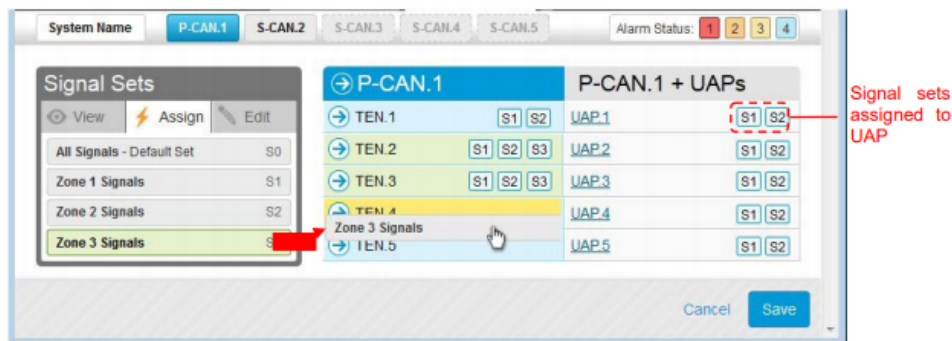 System Name P-CAN.1 S-CAN.2 S-CAN.3 S-CAN.4 S-CAN.5 Alarm Status: 1 2 3 4
Signal Sets
View Assign Edit
All Signals - Default Set S0
Zone 1 Signals S1
Zone 2 Signals S2
Zone 3 Signals
P-CAN.1 P-CAN.1 + UAPs
TEN.1 S1 S2 UAP.1 S1 S2
TEN.2 S1 S2 S3 UAP.2 S1 S2
TEN.3 S1 S2 S3 UAP.3 S1 S2
TEN.4 UAP.4 S1 S2
Zone 3 Signals
TEN.5 UAP.5 S1 S2
Signal sets
assigned to
UAP
Cancel Save